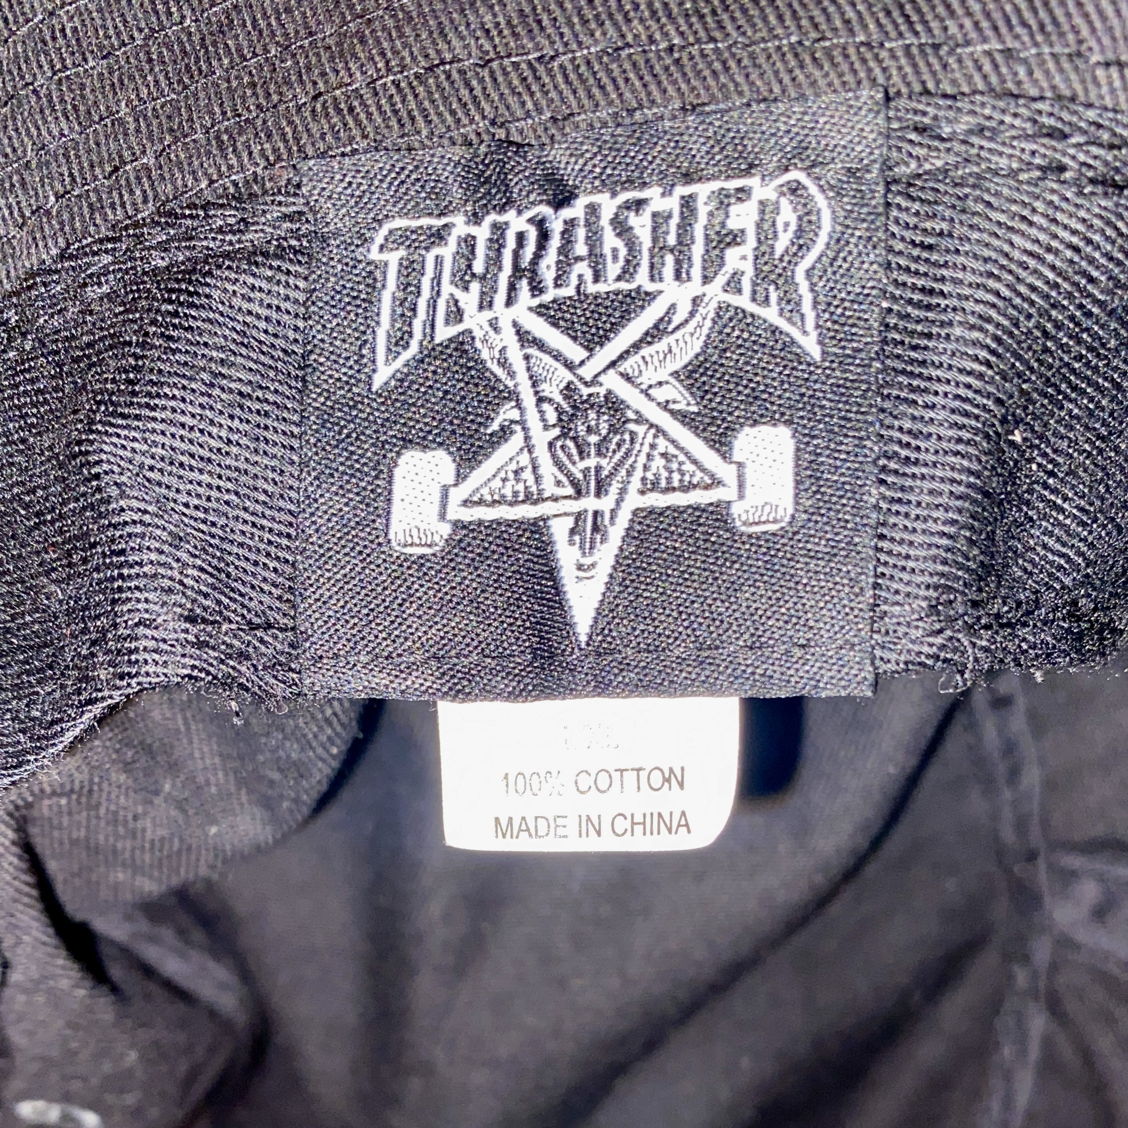 THRASHER
100% COTTON
MADE IN CHINA